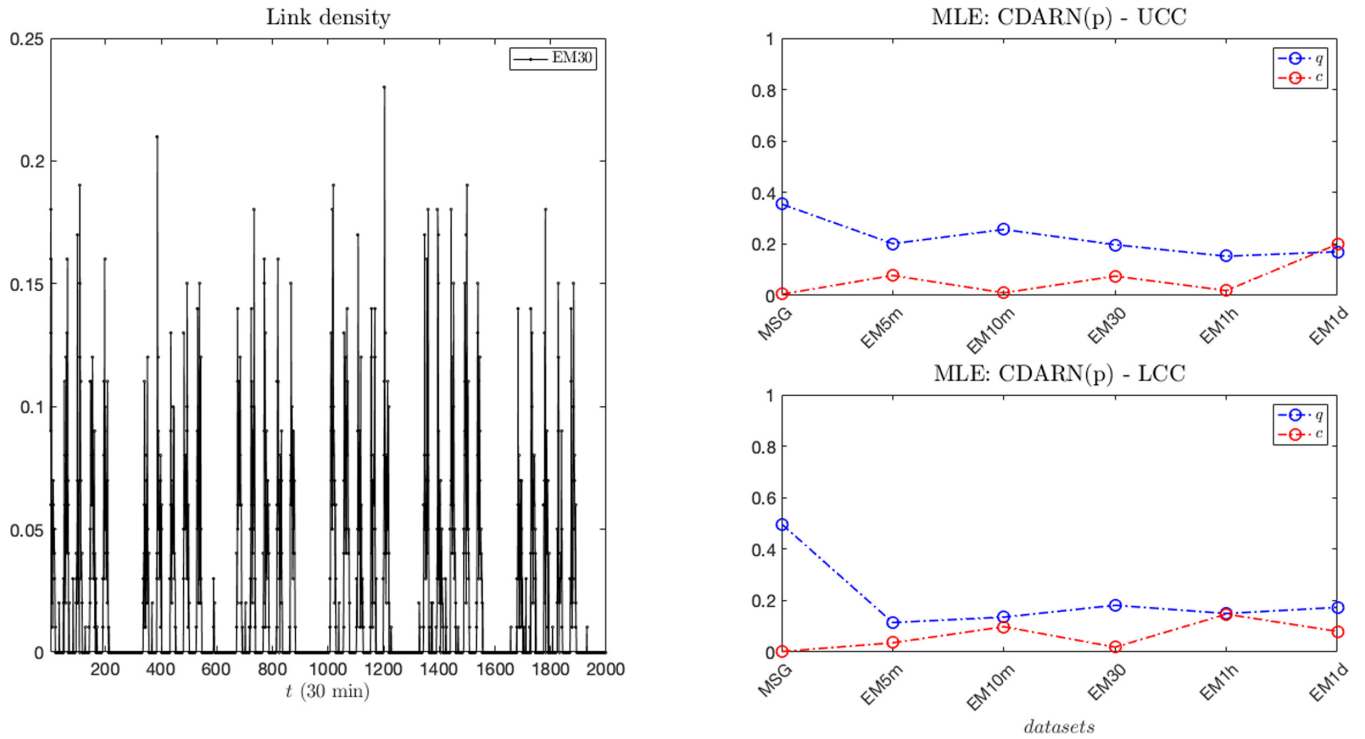 Link density
0.25
0.2
0.15
0.1
0.05
0
EM30
200 400 600 800 1000 1200 1400 1600 1800 2000
t (30 min)
MLE: CDARN(p) - UCC
1
0.8
0.6
0.4
0.2
0
q
c
MSG EM5m EM10m EM30 EM1h EM1d
MLE: CDARN(p) - LCC
1
0.8
0.6
0.4
0.2
0
q
c
MSG EM5m EM10m EM30 EM1h EM1d
datasets